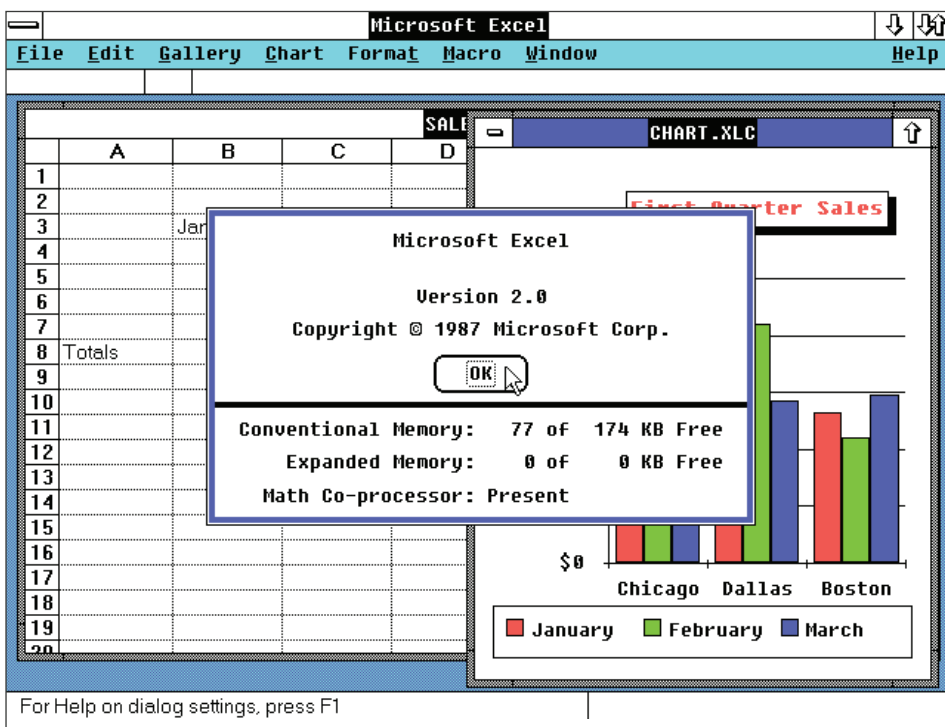 Microsoft Excel
File Edit Gallery Chart Format Macro Window Help
SALE
CHART.XLC
A B C D
1
2
First Quarter Sales
3 Jan
4
5
6
7
8 Totals
9
10
11
12
13
14
15
16
17
18
19
20
Microsoft Excel
Version 2.0
Copyright © 1987 Microsoft Corp.
OK
Conventional Memory: 77 of 174 KB Free
Expanded Memory: 0 of 0 KB Free
Math Co-processor: Present
$0
Chicago Dallas Boston
January February March
For Help on dialog settings, press F1